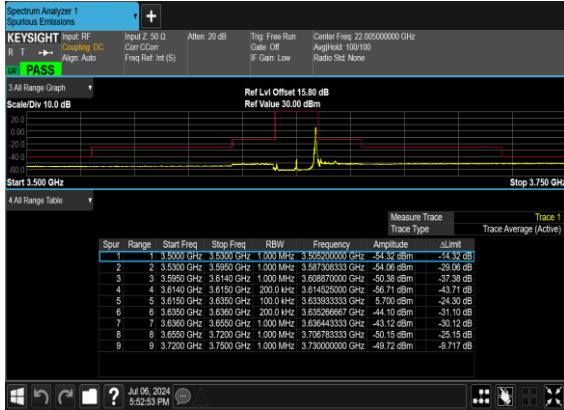 Spectrum Analyzer 1
Spurious Emissions
+
KEYSIGHT Input: RF Input Z: 50 Ω Atten: 20 dB Trig: Free Run Center Freq: 22.005000000 GHz
R T Coupling: DC Corr CCorr Gate: Off Avg|Hold: 100/100
Align: Auto Freq Ref: Int (S) IF Gain: Low Radio Std: None
PASS
3 All Range Graph Ref Lvl Offset 15.80 dB
Scale/Div 10.0 dB Ref Value 30.00 dBm
20.0
0.00
-20.0
-40.0
-60.0
Start 3.500 GHz Stop 3.750 GHz
4 All Range Table
Measure Trace Trace 1
Trace Type Trace Average (Active)
Spur Range Start Freq Stop Freq RBW Frequency Amplitude ΔLimit
1 1 3.5000 GHz 3.5300 GHz 1.000 MHz 3.505200000 GHz -54.32 dBm -14.32 dB
2 2 3.5300 GHz 3.5950 GHz 1.000 MHz 3.587308333 GHz -54.06 dBm -29.06 dB
3 3 3.5950 GHz 3.6140 GHz 1.000 MHz 3.608870000 GHz -50.38 dBm -37.38 dB
4 4 3.6140 GHz 3.6150 GHz 200.0 kHz 3.614525000 GHz -56.71 dBm -43.71 dB
5 5 3.6150 GHz 3.6350 GHz 100.0 kHz 3.633933333 GHz 5.700 dBm -24.30 dB
6 6 3.6350 GHz 3.6360 GHz 200.0 kHz 3.635266667 GHz -44.10 dBm -31.10 dB
7 7 3.6360 GHz 3.6550 GHz 1.000 MHz 3.636443333 GHz -43.12 dBm -30.12 dB
8 8 3.6550 GHz 3.7200 GHz 1.000 MHz 3.706783333 GHz -50.15 dBm -25.15 dB
9 9 3.7200 GHz 3.7500 GHz 1.000 MHz 3.730000000 GHz -49.72 dBm -9.717 dB
? Jul 06, 2024
5:52:53 PM